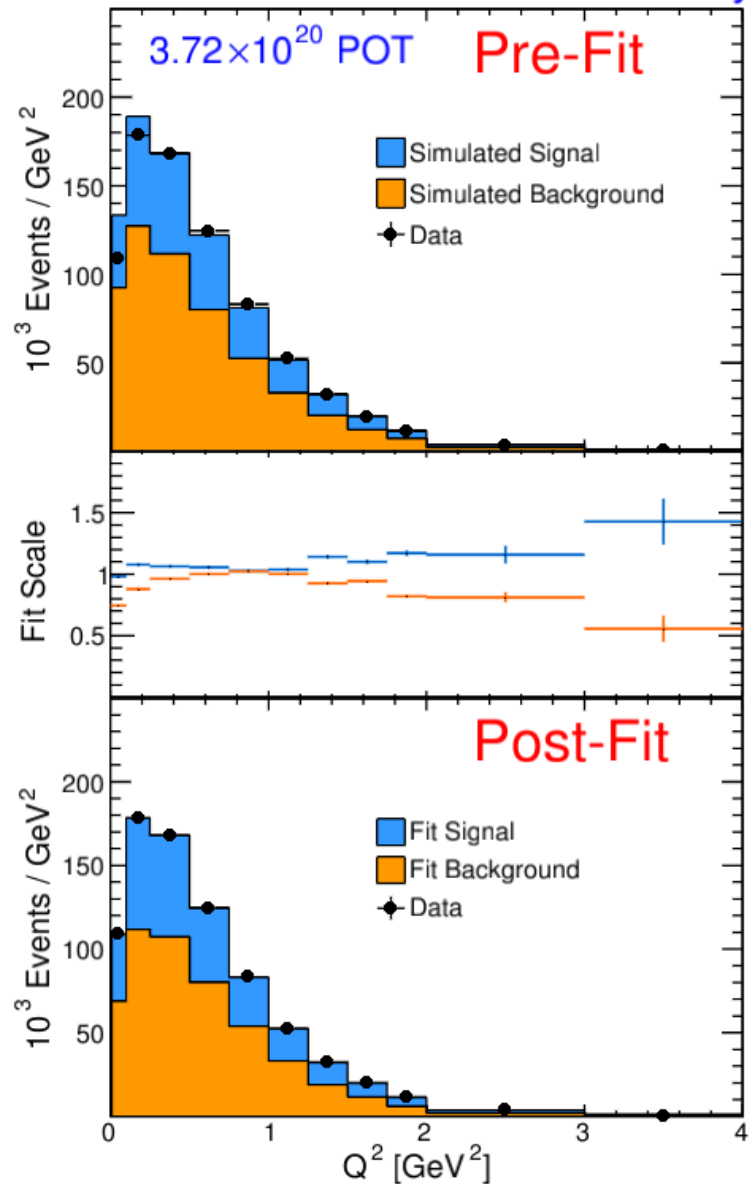 3.72×10²⁰ POT
Pre-Fit
200
150
100
50
10³ Events / GeV²
Simulated Signal
Simulated Background
Data
1.5
1
0.5
Fit Scale
Post-Fit
200
150
100
50
10³ Events / GeV²
Fit Signal
Fit Background
Data
0 1 2 3 4
Q² [GeV²]